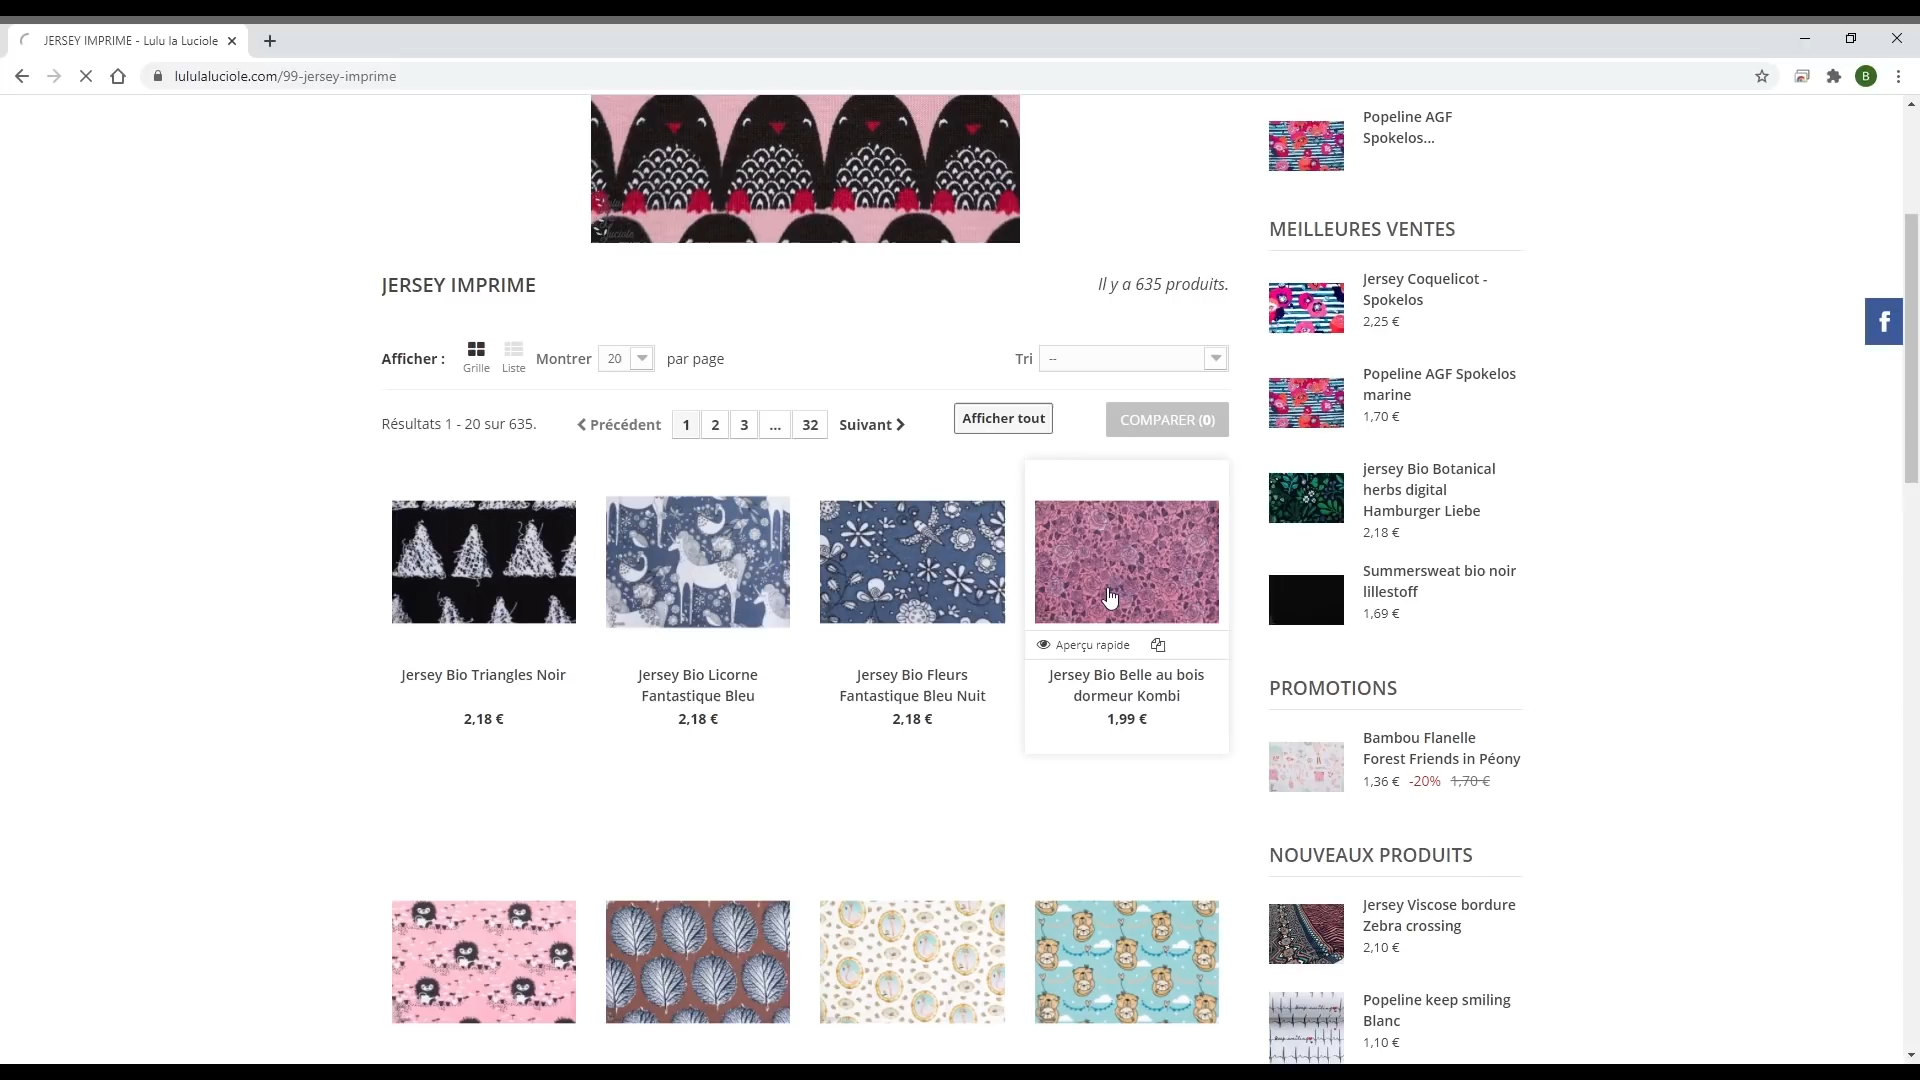 JERSEY IMPRIME - Lulu la Luciole
lululaluciole.com/99-jersey-imprime
B
Popeline AGF
Spokelos...
MEILLEURES VENTES
JERSEY IMPRIME
Il y a 635 produits.
Jersey Coquelicot -
Spokelos
2,25 €
f
Afficher :
Grille
Liste
Montrer
20
par page
Tri
--
Popeline AGF Spokelos
marine
1,70 €
Résultats 1 - 20 sur 635.
Précédent
1
2
3
...
32
Suivant
Afficher tout
COMPARER (0)
jersey Bio Botanical
herbs digital
Hamburger Liebe
2,18 €
Summersweat bio noir
lillestoff
1,69 €
Aperçu rapide
Jersey Bio Triangles Noir
2,18 €
Jersey Bio Licorne
Fantastique Bleu
2,18 €
Jersey Bio Fleurs
Fantastique Bleu Nuit
2,18 €
Jersey Bio Belle au bois
dormeur Kombi
1,99 €
PROMOTIONS
Bambou Flanelle
Forest Friends in Péony
1,36 € -20% 1,70 €
NOUVEAUX PRODUITS
Jersey Viscose bordure
Zebra crossing
2,10 €
Popeline keep smiling
Blanc
1,10 €